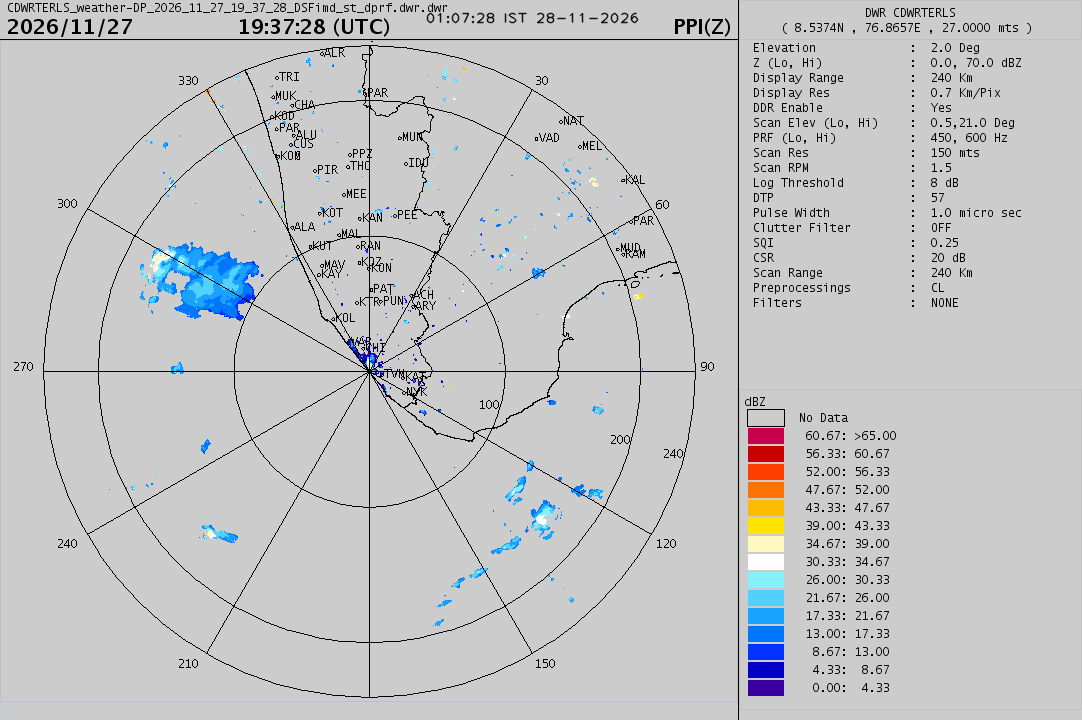 CDWRTERLS_weather-DP_2026_11_27_19_37_28_DSFimd_st_dprf.dwr.dwr
2026/11/27
19:37:28 (UTC)
01:07:28 IST 28-11-2026
PPI(Z)
DWR CDWRTERLS
( 8.5374N , 76.8657E , 27.0000 mts )
Elevation : 2.0 Deg
Z (Lo, Hi) : 0.0, 70.0 dBZ
Display Range : 240 Km
Display Res : 0.7 Km/Pix
DDR Enable : Yes
Scan Elev (Lo, Hi) : 0.5,21.0 Deg
PRF (Lo, Hi) : 450, 600 Hz
Scan Res : 150 mts
Scan RPM : 1.5
Log Threshold : 8 dB
DTP : 57
Pulse Width : 1.0 micro sec
Clutter Filter : 0FF
SQI : 0.25
CSR : 20 dB
Scan Range : 240 Km
Preprocessings : CL
Filters : NONE
dBZ
No Data
60.67: >65.00
56.33: 60.67
52.00: 56.33
47.67: 52.00
43.33: 47.67
39.00: 43.33
34.67: 39.00
30.33: 34.67
26.00: 30.33
21.67: 26.00
17.33: 21.67
13.00: 17.33
8.67: 13.00
4.33: 8.67
0.00: 4.33
ALR
TRI
330
30
PAR
MUK
CHA
KOD
NAT
PAR
ALU
MUN
VAD
CUS
MEL
PPZ
THO
IDU
PIR
KAL
MEE
300
60
KOT
KAN
PEE
PAR
ALA
MAL
KUT
RAN
MUD
RAM
MAV
KOZ
KON
KAY
PAT
ACH
KTR
PUN
ARY
KOL
VAR
CHI
270
90
TVM
KAT
NYK
100
200
240
240
120
210
150